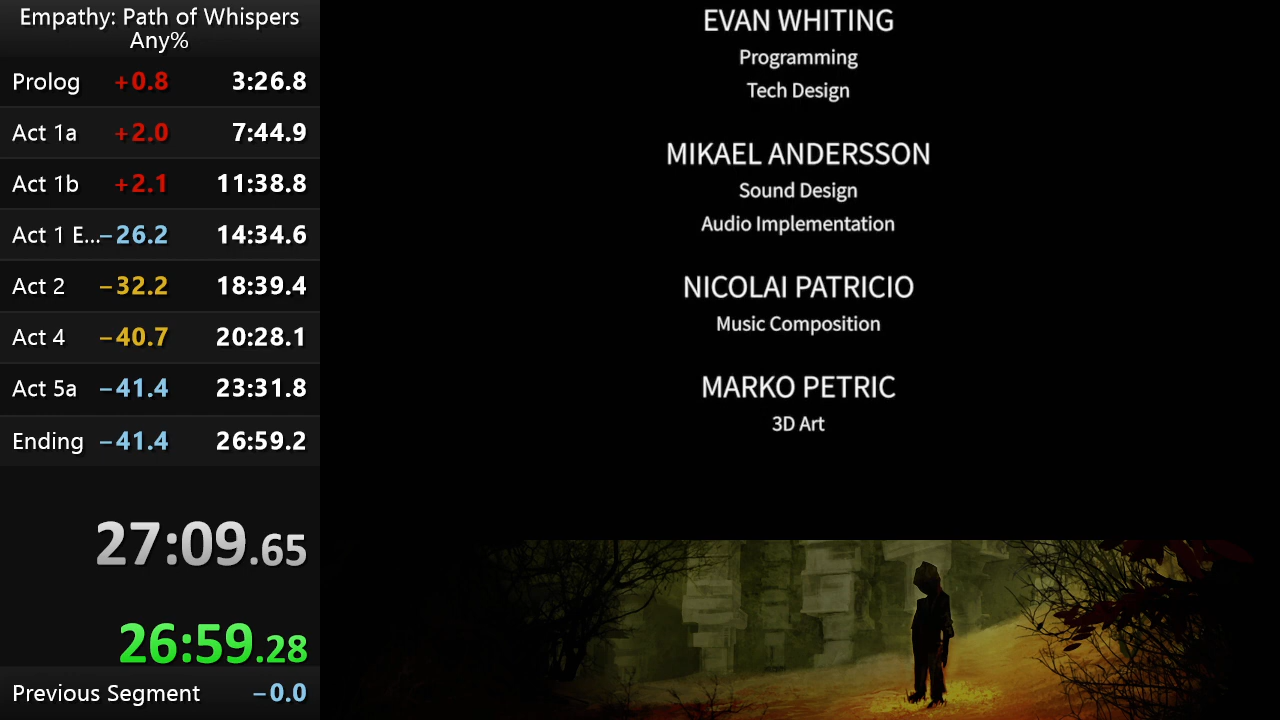 Empathy: Path of Whispers
Any%
Prolog +0.8 3:26.8
Act 1a +2.0 7:44.9
Act 1b +2.1 11:38.8
Act 1 E... −26.2 14:34.6
Act 2 −32.2 18:39.4
Act 4 −40.7 20:28.1
Act 5a −41.4 23:31.8
Ending −41.4 26:59.2
27:09.65
26:59.28
Previous Segment −0.0
EVAN WHITING
Programming
Tech Design
MIKAEL ANDERSSON
Sound Design
Audio Implementation
NICOLAI PATRICIO
Music Composition
MARKO PETRIC
3D Art